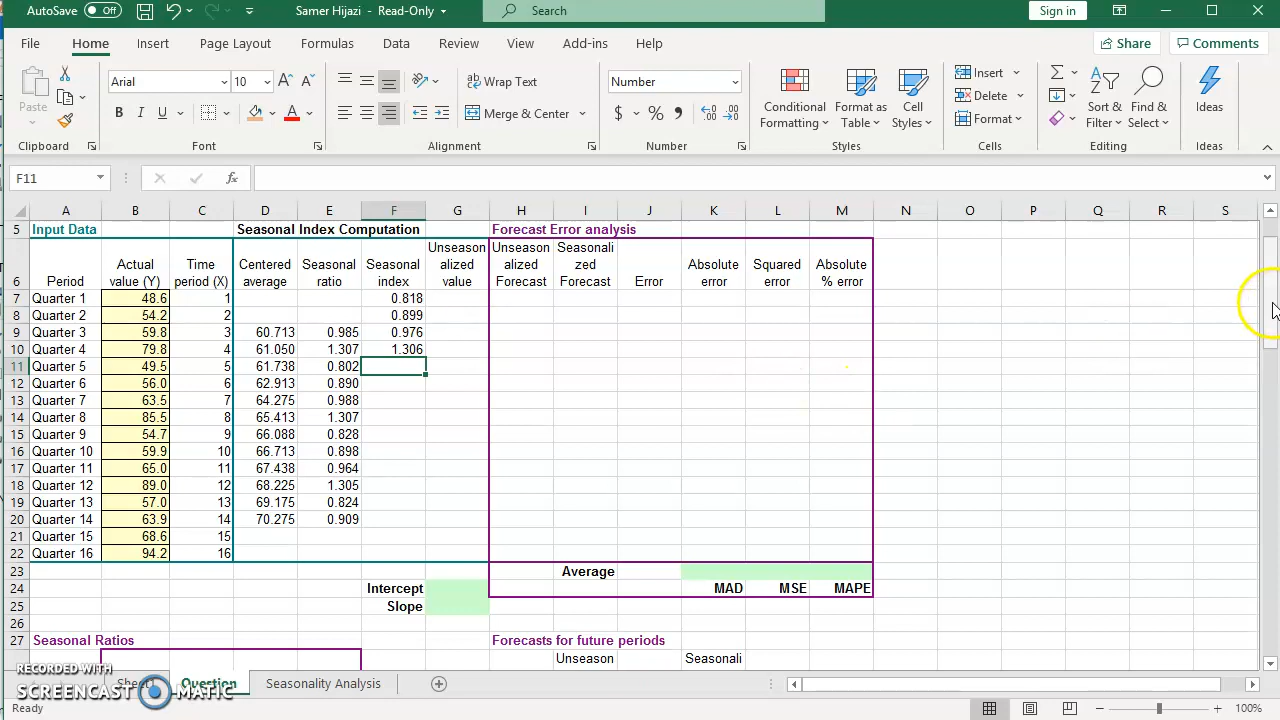 AutoSave Off Samer Hijazi - Read-Only Search Sign in
File Home Insert Page Layout Formulas Data Review View Add-ins Help Share Comments
Paste Arial 10 A A Wrap Text Number Conditional Formatting Format as Table Cell Styles Insert Sort & Filter Find & Select Ideas
B I U A Merge & Center $ % Delete
Format
Clipboard Font Alignment Number Styles Cells Editing Ideas
F11 fx
A B C D E F G H I J K L M N O P Q R S
5 Input Data Seasonal Index Computation Forecast Error analysis
Unseason Unseason Seasonali
Actual Time Centered Seasonal Seasonal alized alized zed Absolute Squared Absolute
6 Period value (Y) period (X) average ratio index value Forecast Forecast Error error error % error
7 Quarter 1 48.6 1 0.818
8 Quarter 2 54.2 2 0.899
9 Quarter 3 59.8 3 60.713 0.985 0.976
10 Quarter 4 79.8 4 61.050 1.307 1.306
11 Quarter 5 49.5 5 61.738 0.802
12 Quarter 6 56.0 6 62.913 0.890
13 Quarter 7 63.5 7 64.275 0.988
14 Quarter 8 85.5 8 65.413 1.307
15 Quarter 9 54.7 9 66.088 0.828
16 Quarter 10 59.9 10 66.713 0.898
17 Quarter 11 65.0 11 67.438 0.964
18 Quarter 12 89.0 12 68.225 1.305
19 Quarter 13 57.0 13 69.175 0.824
20 Quarter 14 63.9 14 70.275 0.909
21 Quarter 15 68.6 15
22 Quarter 16 94.2 16
23 Average
24 Intercept MAD MSE MAPE
25 Slope
26
27 Seasonal Ratios Forecasts for future periods
Unseason Seasonali
RECORDED WITH
SCREENCAST MATIC
Question Seasonality Analysis
Ready 100%